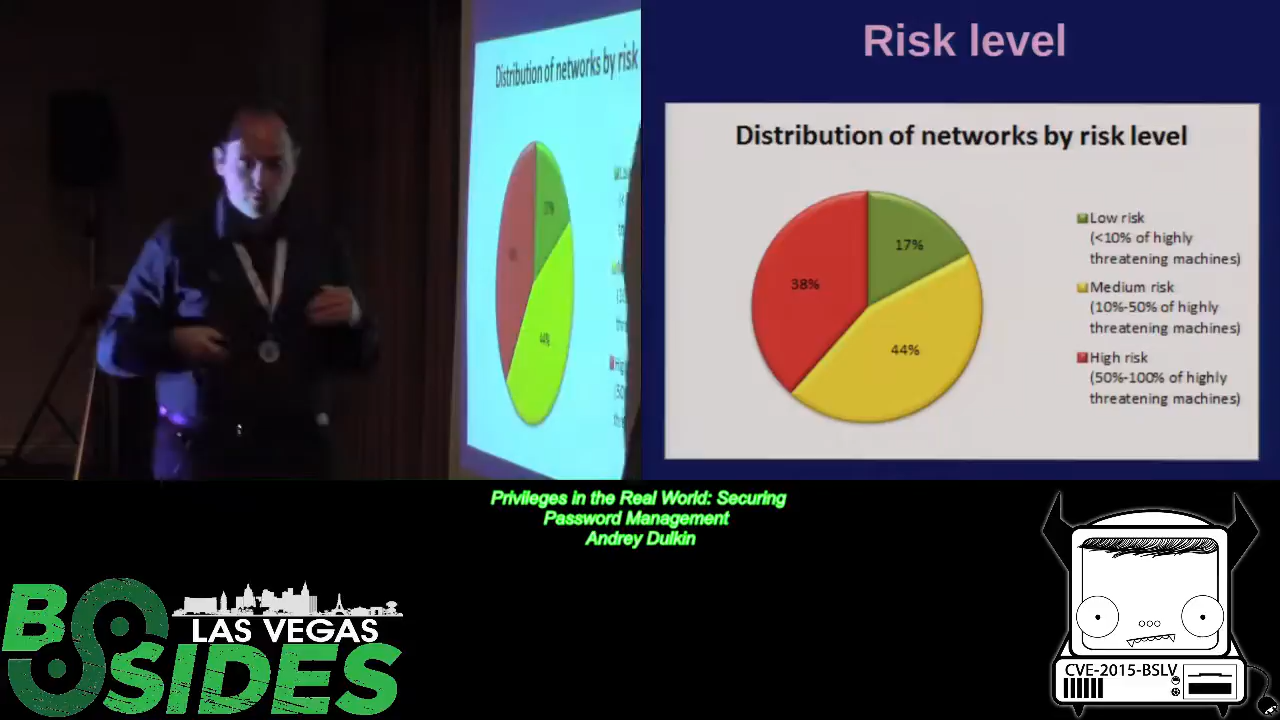 Distribution of networks by risk
44%
Risk level
Distribution of networks by risk level
17%
38%
44%
Low risk
(<10% of highly
threatening machines)
Medium risk
(10%-50% of highly
threatening machines)
High risk
(50%-100% of highly
threatening machines)
Privileges in the Real World: Securing
Password Management
Andrey Dulkin
BSIDES
LAS VEGAS
CVE-2015-BSLV